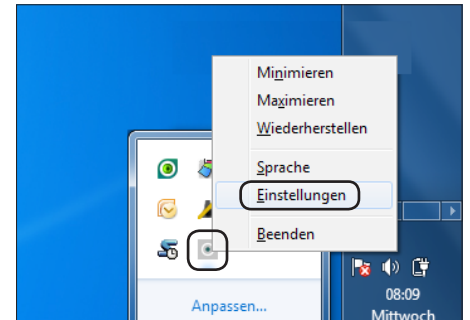 Minimieren
Maximieren
Wiederherstellen
Sprache
Einstellungen
Beenden
Anpassen...
08:09
Mittwoch